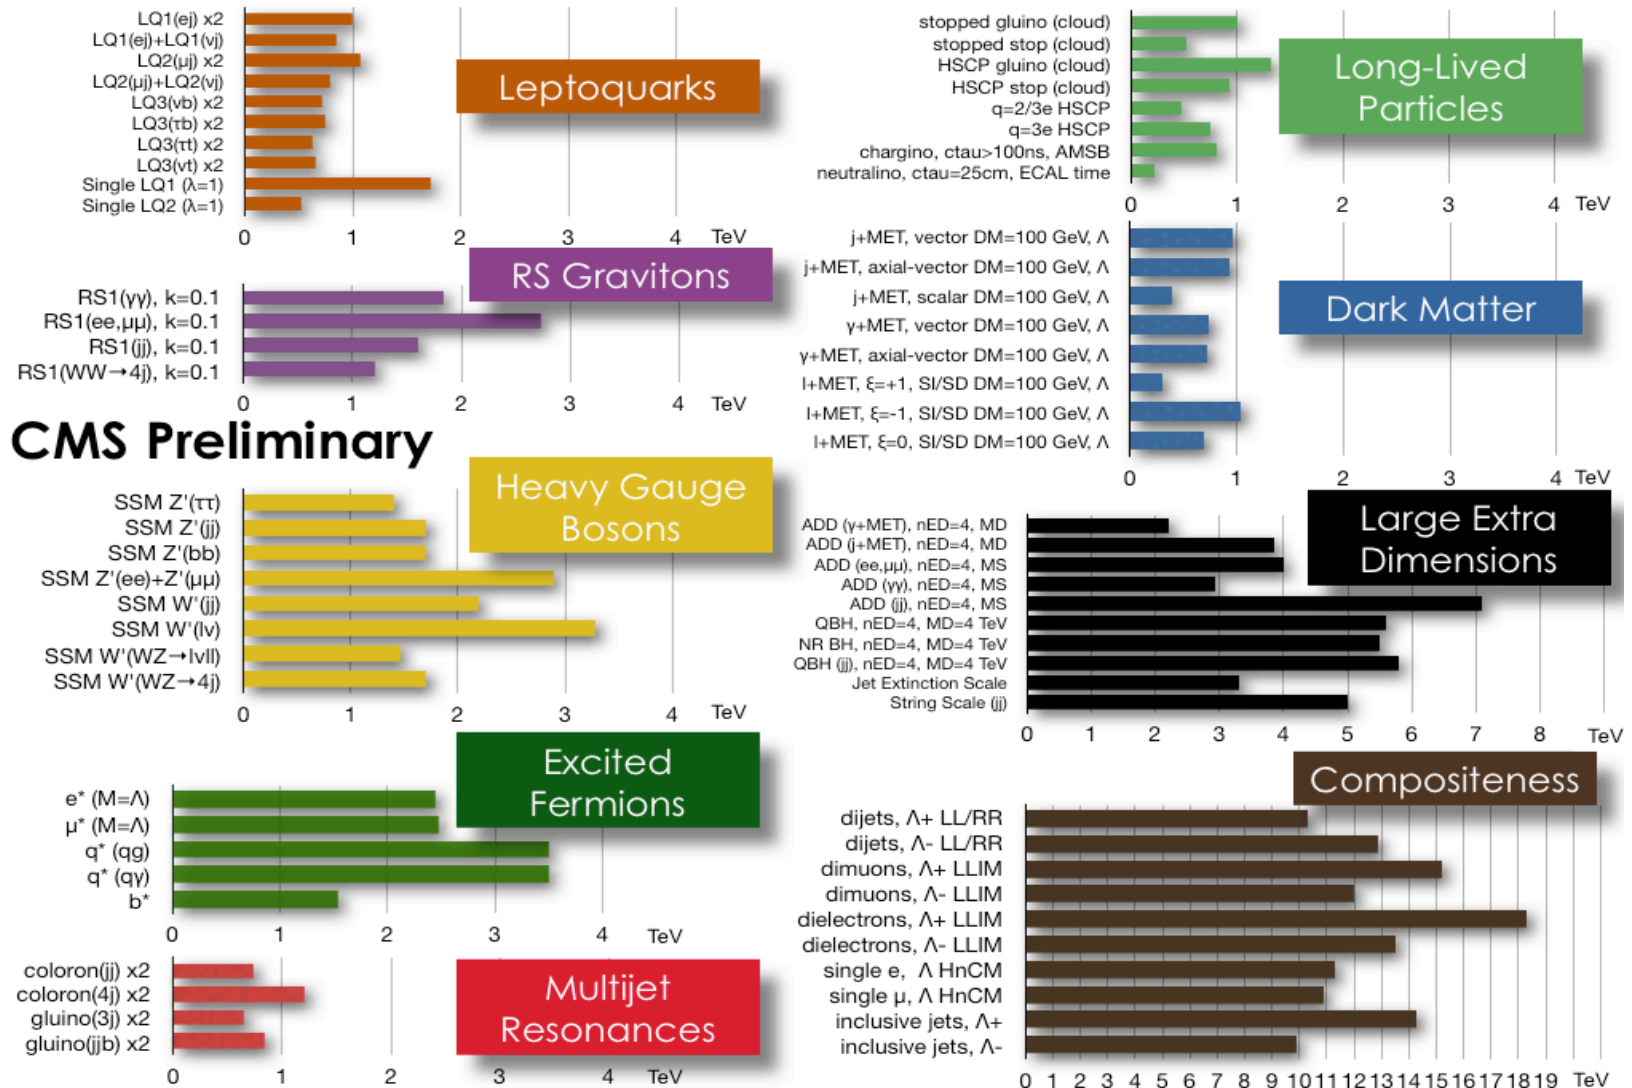 LQ1(ej) x2
LQ1(ej)+LQ1(νj)
LQ2(μj) x2
LQ2(μj)+LQ2(νj)
LQ3(νb) x2
LQ3(τb) x2
LQ3(τt) x2
LQ3(vt) x2
Single LQ1 (λ=1)
Single LQ2 (λ=1)
0 1 2 3 4 TeV
Leptoquarks
RS Gravitons
RS1(γγ), k=0.1
RS1(ee,μμ), k=0.1
RS1(jj), k=0.1
RS1(WW→4j), k=0.1
0 1 2 3 4 TeV
CMS Preliminary
Heavy Gauge
Bosons
SSM Z'(ττ)
SSM Z'(jj)
SSM Z'(bb)
SSM Z'(ee)+Z'(μμ)
SSM W'(jj)
SSM W'(lv)
SSM W'(WZ→lvll)
SSM W'(WZ→4j)
0 1 2 3 4 TeV
Excited
Fermions
e* (M=Λ)
μ* (M=Λ)
q* (qg)
q* (qγ)
b*
0 1 2 3 4 TeV
coloron(jj) x2
coloron(4j) x2
gluino(3j) x2
gluino(jjb) x2
0 1 2 3 4 TeV
Multijet
Resonances
stopped gluino (cloud)
stopped stop (cloud)
HSCP gluino (cloud)
HSCP stop (cloud)
q=2/3e HSCP
q=3e HSCP
chargino, ctau>100ns, AMSB
neutralino, ctau=25cm, ECAL time
0 1 2 3 4 TeV
Long-Lived
Particles
j+MET, vector DM=100 GeV, Λ
j+MET, axial-vector DM=100 GeV, Λ
j+MET, scalar DM=100 GeV, Λ
γ+MET, vector DM=100 GeV, Λ
γ+MET, axial-vector DM=100 GeV, Λ
l+MET, ξ=+1, SI/SD DM=100 GeV, Λ
l+MET, ξ=-1, SI/SD DM=100 GeV, Λ
l+MET, ξ=0, SI/SD DM=100 GeV, Λ
0 1 2 3 4 TeV
Dark Matter
Large Extra
Dimensions
ADD (γ+MET), nED=4, MD
ADD (j+MET), nED=4, MD
ADD (ee,μμ), nED=4, MS
ADD (γγ), nED=4, MS
ADD (jj), nED=4, MS
QBH, nED=4, MD=4 TeV
NR BH, nED=4, MD=4 TeV
QBH (jj), nED=4, MD=4 TeV
Jet Extinction Scale
String Scale (jj)
0 1 2 3 4 5 6 7 8 TeV
Compositeness
dijets, Λ+ LL/RR
dijets, Λ- LL/RR
dimuons, Λ+ LLIM
dimuons, Λ- LLIM
dielectrons, Λ+ LLIM
dielectrons, Λ- LLIM
single e, Λ HnCM
single μ, Λ HnCM
inclusive jets, Λ+
inclusive jets, Λ-
0 1 2 3 4 5 6 7 8 9 10 11 12 13 14 15 16 17 18 19 TeV